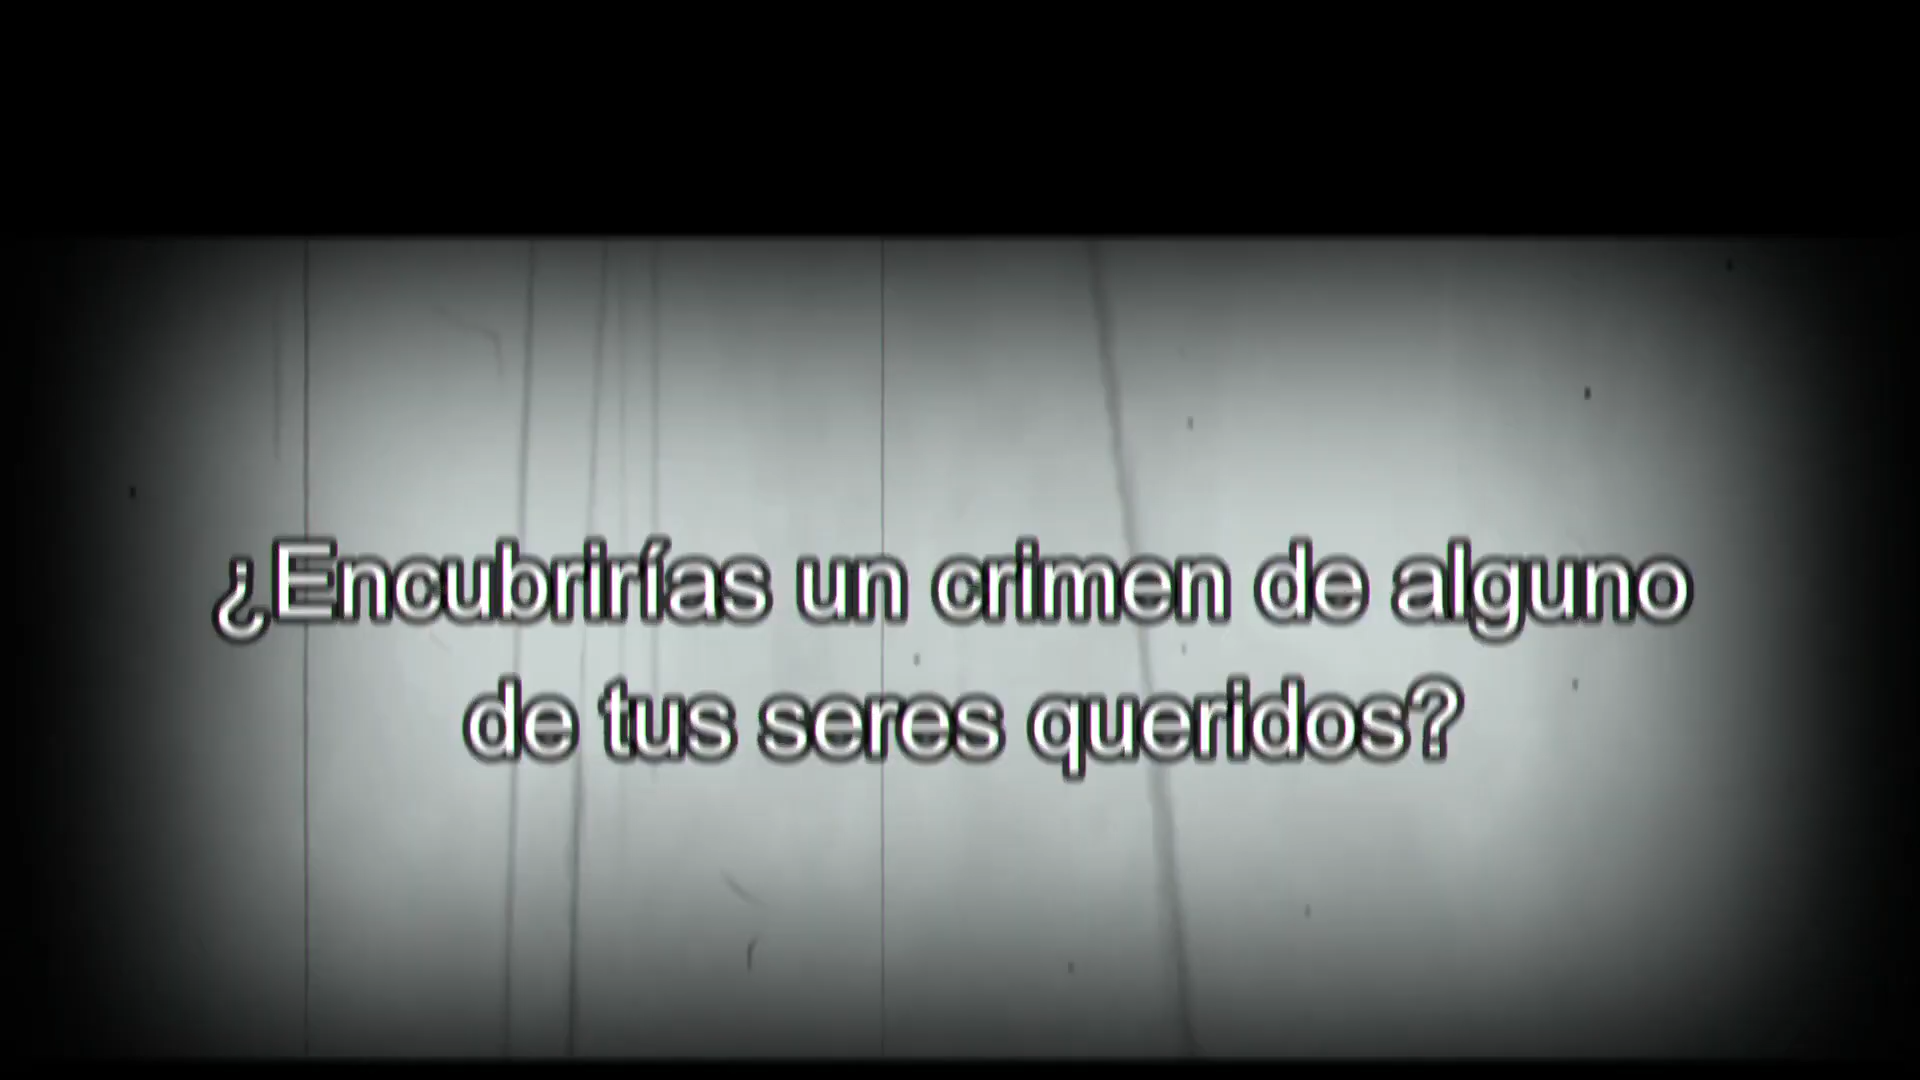 ¿Encubrirías un crimen de alguno
de tus seres queridos?